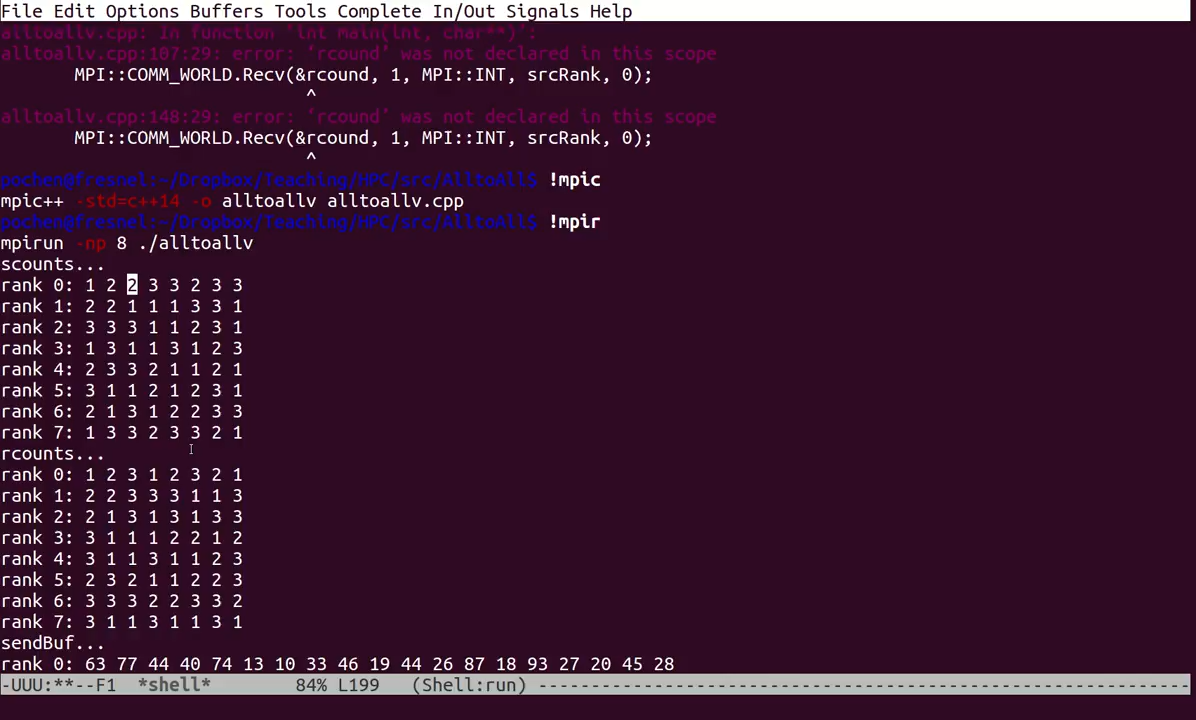 File Edit Options Buffers Tools Complete In/Out Signals Help
alltoallv.cpp: In function ‘int main(int, char**)’:
alltoallv.cpp:107:29: error: ‘rcound’ was not declared in this scope
MPI::COMM_WORLD.Recv(&rcound, 1, MPI::INT, srcRank, 0);
^
alltoallv.cpp:148:29: error: ‘rcound’ was not declared in this scope
MPI::COMM_WORLD.Recv(&rcound, 1, MPI::INT, srcRank, 0);
^
pochen@fresnel:~/Dropbox/Teaching/HPC/src/AlltoAll$ !mpic
mpic++ -std=c++14 -o alltoallv alltoallv.cpp
pochen@fresnel:~/Dropbox/Teaching/HPC/src/AlltoAll$ !mpir
mpirun -np 8 ./alltoallv
scounts...
rank 0: 1 2 2 3 3 2 3 3
rank 1: 2 2 1 1 1 3 3 1
rank 2: 3 3 3 1 1 2 3 1
rank 3: 1 3 1 1 3 1 2 3
rank 4: 2 3 3 2 1 1 2 1
rank 5: 3 1 1 2 1 2 3 1
rank 6: 2 1 3 1 2 2 3 3
rank 7: 1 3 3 2 3 3 2 1
rcounts...
rank 0: 1 2 3 1 2 3 2 1
rank 1: 2 2 3 3 3 1 1 3
rank 2: 2 1 3 1 3 1 3 3
rank 3: 3 1 1 1 2 2 1 2
rank 4: 3 1 1 3 1 1 2 3
rank 5: 2 3 2 1 1 2 2 3
rank 6: 3 3 3 2 2 3 3 2
rank 7: 3 1 1 3 1 1 3 1
sendBuf...
rank 0: 63 77 44 40 74 13 10 33 46 19 44 26 87 18 93 27 20 45 28
-UUU:**--F1 *shell* 84% L199 (Shell:run) --------------------------------------------------------------